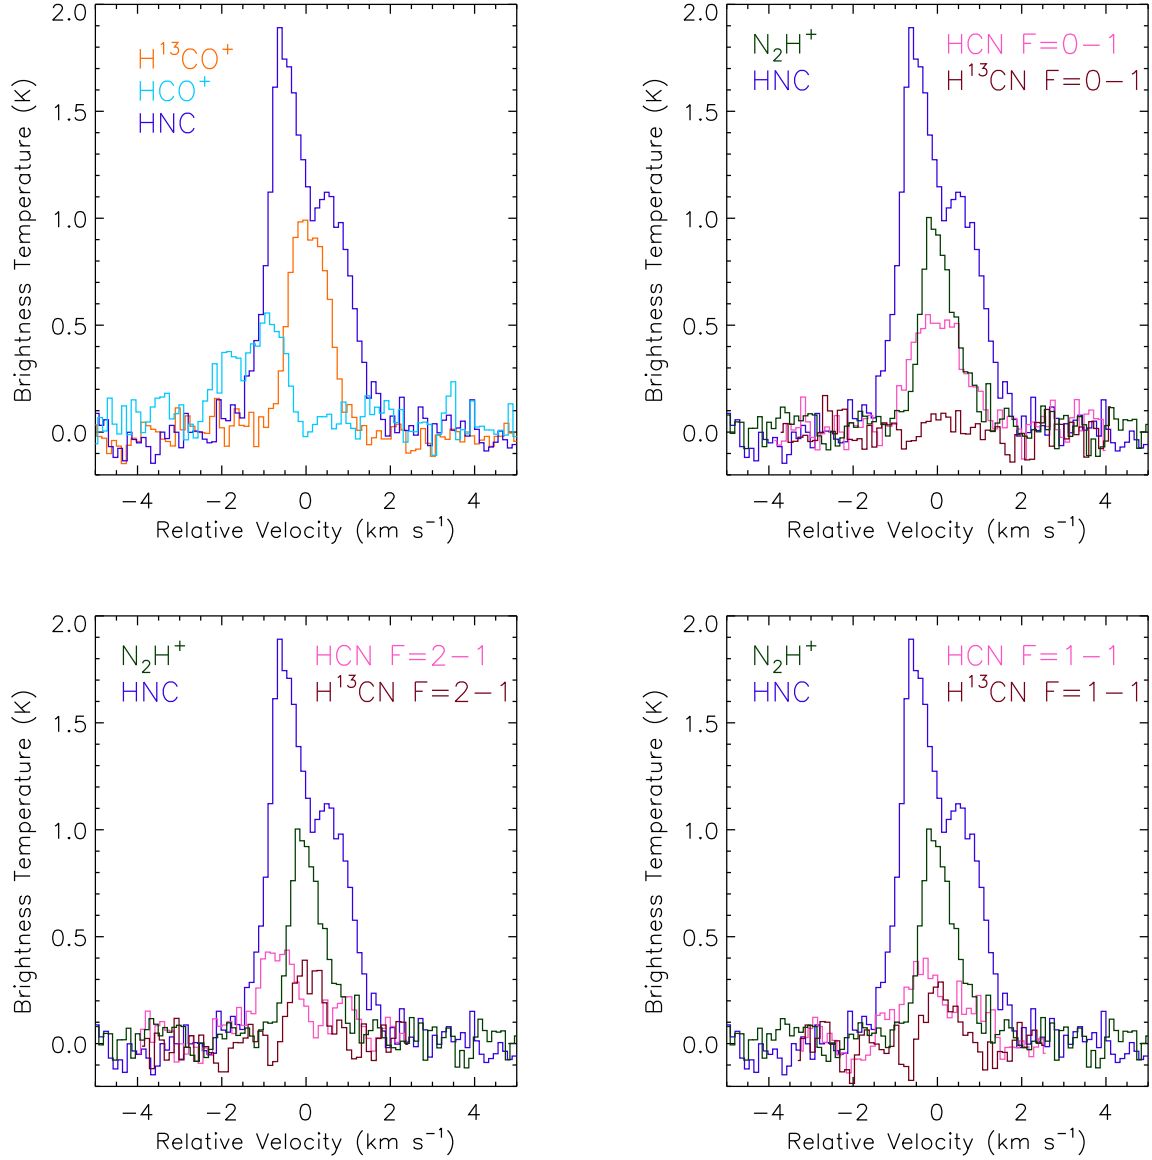 2.0
1.5
1.0
0.5
0.0
Brightness Temperature (K)
H¹³CO⁺
HCO⁺
HNC
−4 −2 0 2 4
Relative Velocity (km s⁻¹)
2.0
1.5
1.0
0.5
0.0
Brightness Temperature (K)
N₂H⁺
HNC
HCN F=0−1
H¹³CN F=0−1
−4 −2 0 2 4
Relative Velocity (km s⁻¹)
2.0
1.5
1.0
0.5
0.0
Brightness Temperature (K)
N₂H⁺
HNC
HCN F=2−1
H¹³CN F=2−1
−4 −2 0 2 4
Relative Velocity (km s⁻¹)
2.0
1.5
1.0
0.5
0.0
Brightness Temperature (K)
N₂H⁺
HNC
HCN F=1−1
H¹³CN F=1−1
−4 −2 0 2 4
Relative Velocity (km s⁻¹)